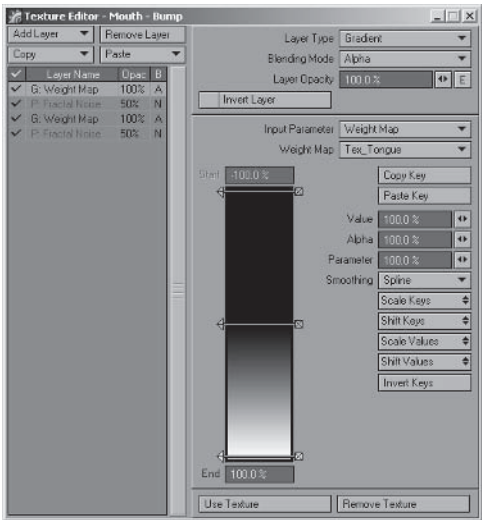 Texture Editor - Mouth - Bump
Add Layer
Remove Layer
Copy
Paste
Layer Name Opac B
G: Weight Map 100% A
P: Fractal Noise 50% N
G: Weight Map 100% A
P: Fractal Noise 50% N
Layer Type Gradient
Blending Mode Alpha
Layer Opacity 100.0 % E
Invert Layer
Input Parameter Weight Map
Weight Map Tex_Tongue
Start -100.0 %
Copy Key
Paste Key
Value 100.0 %
Alpha 100.0 %
Parameter 100.0 %
Smoothing Spline
Scale Keys
Shift Keys
Scale Values
Shift Values
Invert Keys
End 100.0 %
Use Texture
Remove Texture